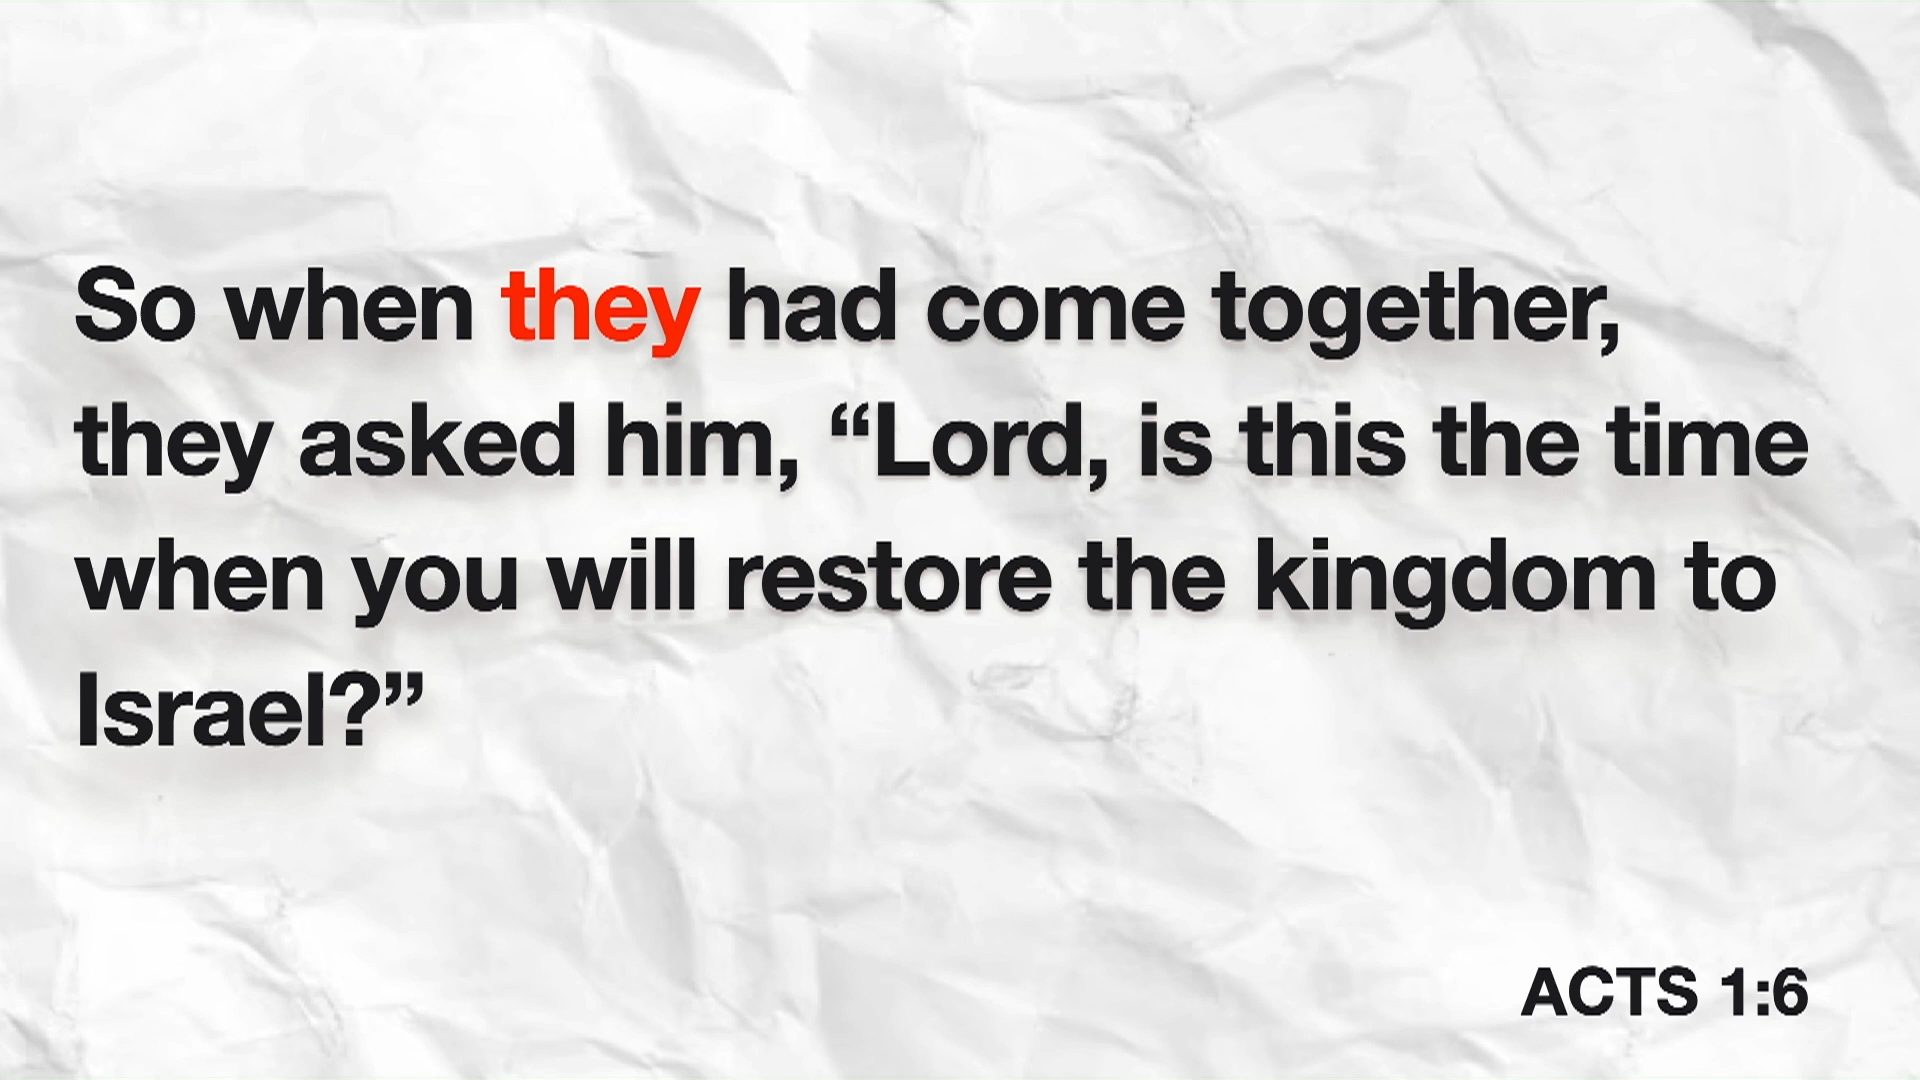 So when they had come together,
they asked him, “Lord, is this the time
when you will restore the kingdom to
Israel?”
ACTS 1:6